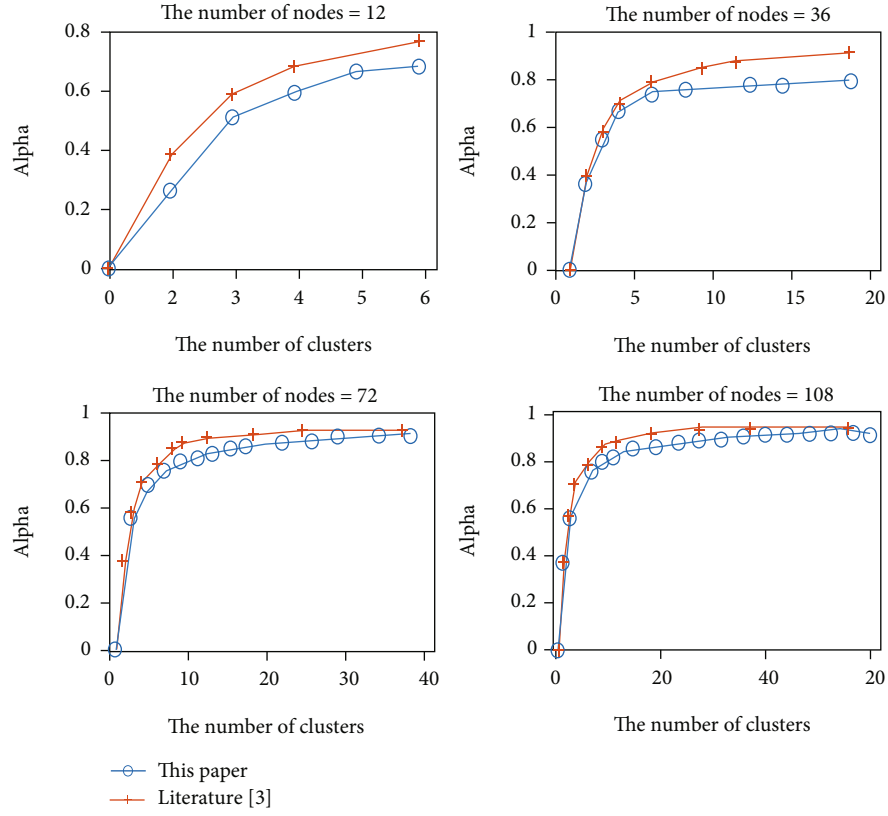 The number of nodes = 12
0.8
0.6
0.4
0.2
0
Alpha
0 2 3 4 5 6
The number of clusters
The number of nodes = 36
1
0.8
0.6
0.4
0.2
0
Alpha
0 5 10 15 20
The number of clusters
The number of nodes = 72
1
0.8
0.6
0.4
0.2
0
Alpha
0 10 20 30 40
The number of clusters
The number of nodes = 108
1
0.8
0.6
0.4
0.2
0
Alpha
0 20 40 60 20
The number of clusters
This paper
Literature [3]